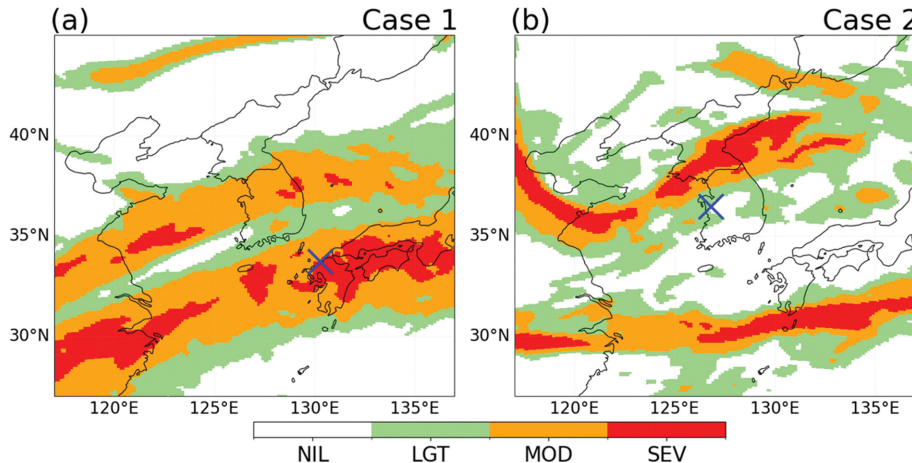 (a) Case 1 (b) Case 2
40°N 40°N
35°N 35°N
30°N 30°N
120°E 125°E 130°E 135°E 120°E 125°E 130°E 135°E
NIL LGT MOD SEV